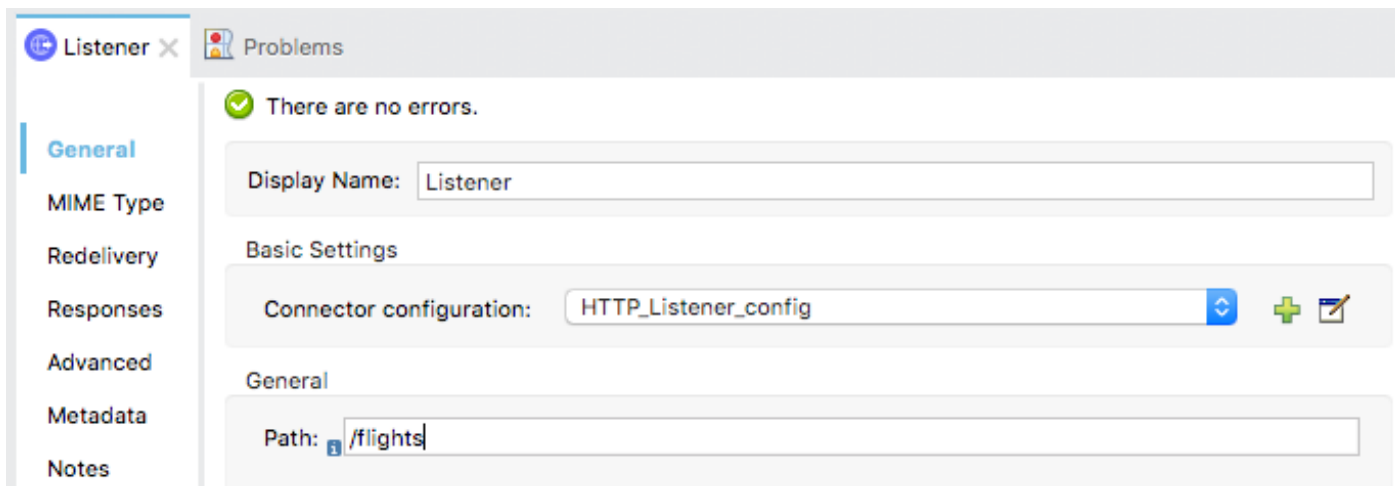 Listener Problems
There are no errors.
General
Display Name: Listener
MIME Type
Redelivery
Basic Settings
Responses
Connector configuration: HTTP_Listener_config
Advanced
General
Metadata
Path: /flights
Notes